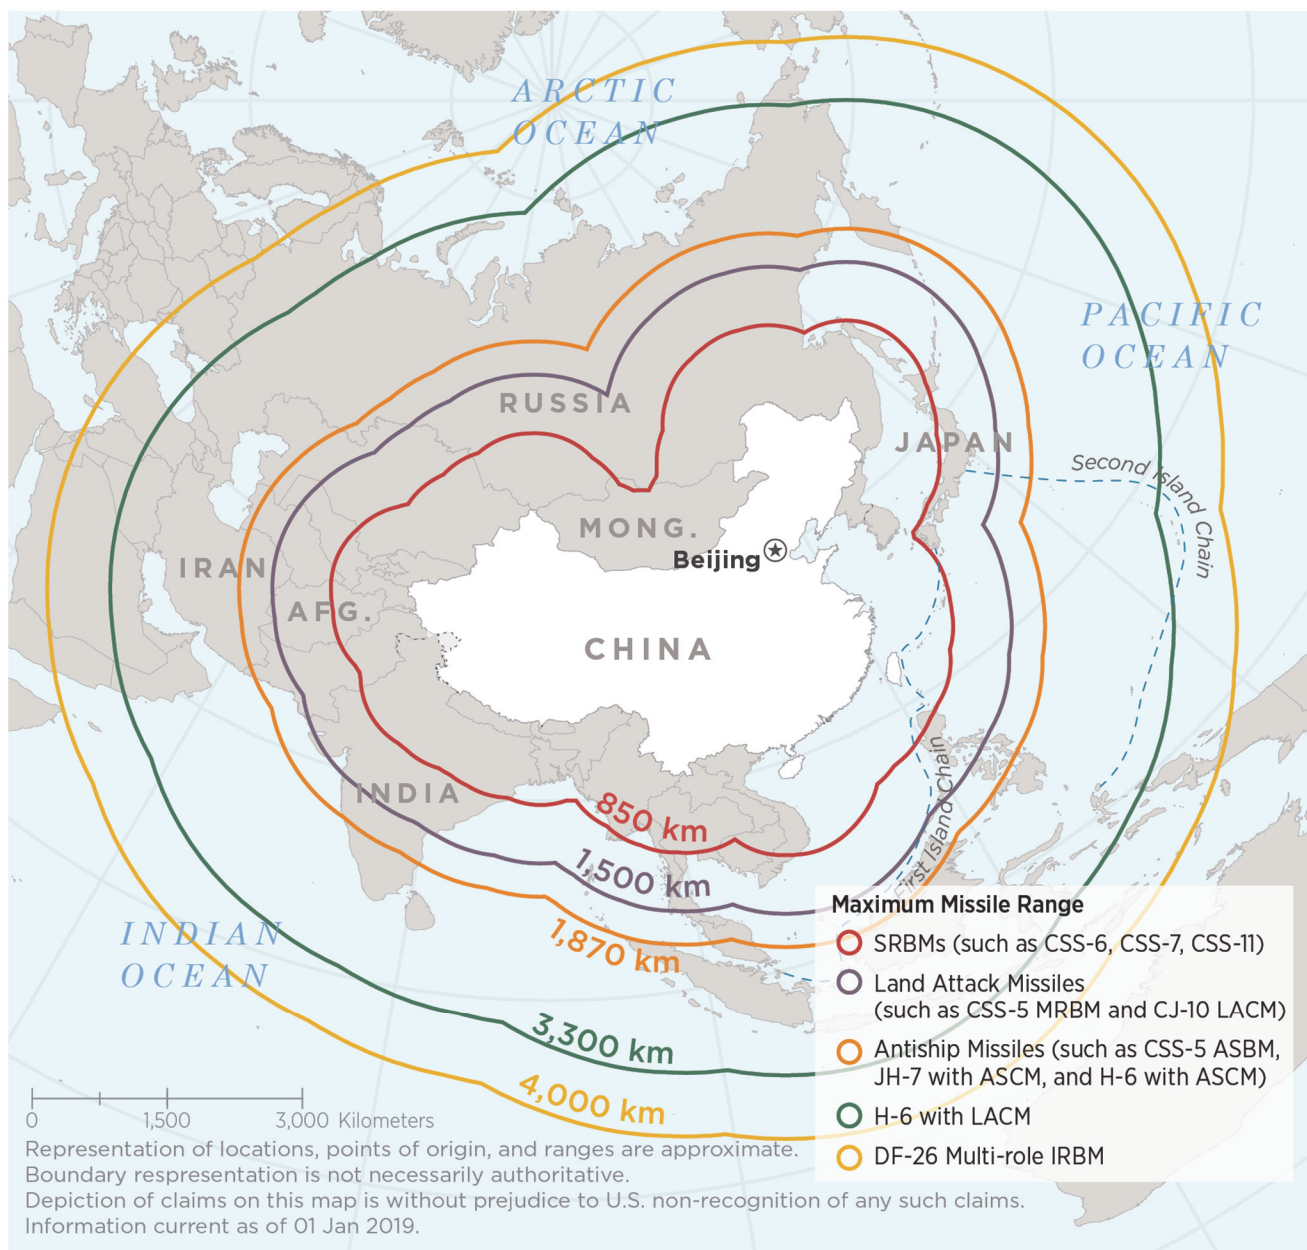 ARCTIC
OCEAN
PACIFIC
OCEAN
RUSSIA
JAPAN
Second Island Chain
MONG.
Beijing
IRAN
AFG.
CHINA
First Island Chain
INDIA
850 km
1,500 km
1,870 km
3,300 km
4,000 km
INDIAN
OCEAN
Maximum Missile Range
SRBMs (such as CSS-6, CSS-7, CSS-11)
Land Attack Missiles
(such as CSS-5 MRBM and CJ-10 LACM)
Antiship Missiles (such as CSS-5 ASBM,
JH-7 with ASCM, and H-6 with ASCM)
H-6 with LACM
DF-26 Multi-role IRBM
0 1,500 3,000 Kilometers
Representation of locations, points of origin, and ranges are approximate.
Boundary respresentation is not necessarily authoritative.
Depiction of claims on this map is without prejudice to U.S. non-recognition of any such claims.
Information current as of 01 Jan 2019.